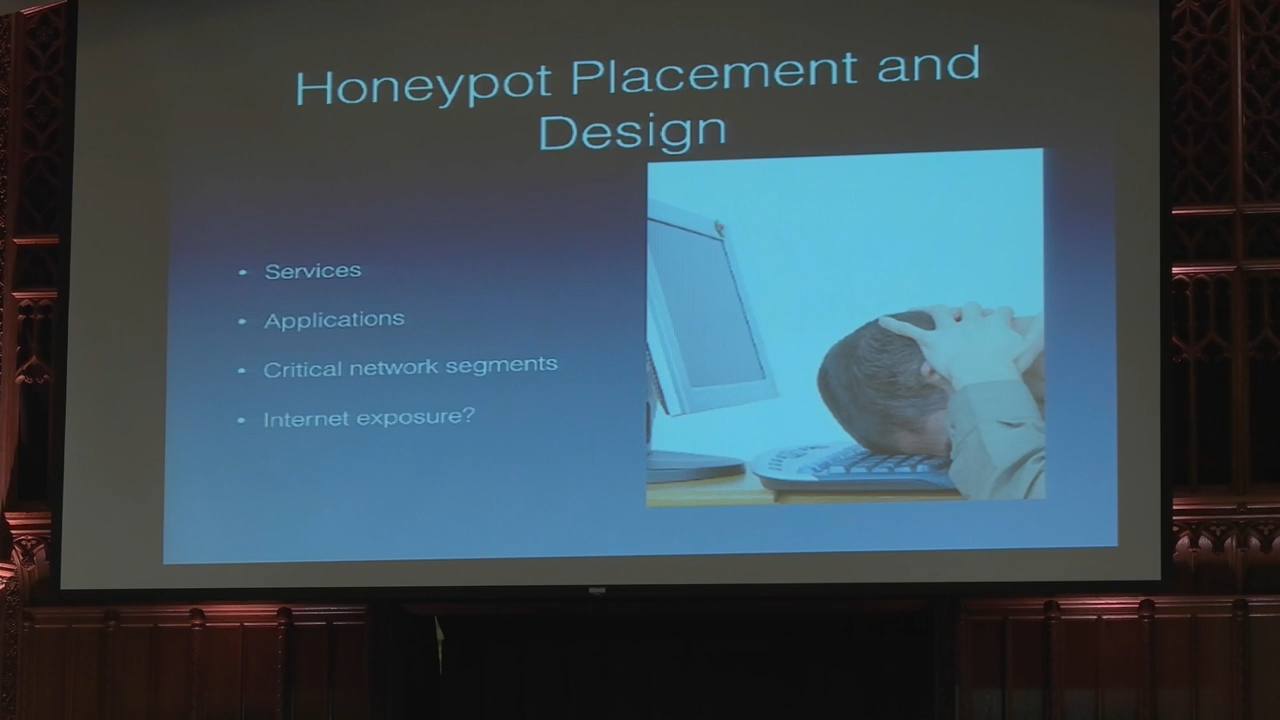 Honeypot Placement and
Design
• Services
• Applications
• Critical network segments
• Internet exposure?